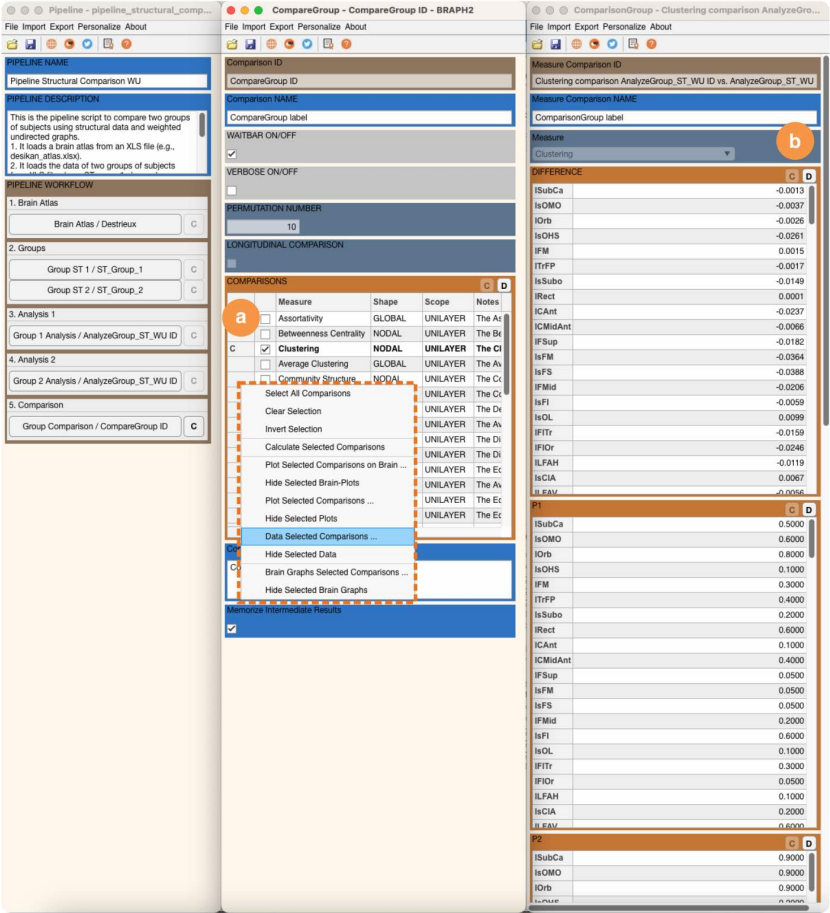 Pipeline - pipeline_structural_comp...
File Import Export Personalize About
PIPELINE NAME
Pipeline Structural Comparison WU
PIPELINE DESCRIPTION
This is the pipeline script to compare two groups
of subjects using structural data and weighted
undirected graphs.
1. It loads a brain atlas from an XLS file (e.g.,
desikan_atlas.xlsx).
2. It loads the data of two groups of subjects
PIPELINE WORKFLOW
1. Brain Atlas
Brain Atlas / Destrieux C
2. Groups
Group ST 1 / ST_Group_1 C
Group ST 2 / ST_Group_2 C
3. Analysis 1
Group 1 Analysis / AnalyzeGroup_ST_WU ID C
4. Analysis 2
Group 2 Analysis / AnalyzeGroup_ST_WU ID C
5. Comparison
Group Comparison / CompareGroup ID C
CompareGroup - CompareGroup ID - BRAPH2
File Import Export Personalize About
Comparison ID
CompareGroup ID
Comparison NAME
CompareGroup label
WAITBAR ON/OFF
VERBOSE ON/OFF
PERMUTATION NUMBER
10
LONGITUDINAL COMPARISON
COMPARISONS C D
Measure Shape Scope Notes
a
Assortativity GLOBAL UNILAYER The As
Betweenness Centrality NODAL UNILAYER The Be
C Clustering NODAL UNILAYER The Cl
Average Clustering GLOBAL UNILAYER The Av
Community Structure NODAL UNILAYER The Cc
UNILAYER The Cc
UNILAYER The De
UNILAYER The Av
UNILAYER The Di
UNILAYER The Di
UNILAYER The Ec
UNILAYER The Av
UNILAYER The Ec
UNILAYER The Ec
Select All Comparisons
Clear Selection
Invert Selection
Calculate Selected Comparisons
Plot Selected Comparisons on Brain ...
Hide Selected Brain-Plots
Plot Selected Comparisons ...
Hide Selected Plots
Data Selected Comparisons ...
Hide Selected Data
Brain Graphs Selected Comparisons ...
Hide Selected Brain Graphs
Co
Co
Memorize Intermediate Results
ComparisonGroup - Clustering comparison AnalyzeGro...
File Import Export Personalize About
Measure Comparison ID
Clustering comparison AnalyzeGroup_ST_WU ID vs. AnalyzeGroup_ST_WU
Measure Comparison NAME
ComparisonGroup label
Measure
b
Clustering
DIFFERENCE C D
lSubCa -0.0013
lsOMO -0.0037
lOrb -0.0026
lsOHS -0.0261
lFM 0.0015
lTrFP -0.0017
lsSubo -0.0149
lRect 0.0001
lCAnt -0.0237
lCMidAnt -0.0066
lFSup -0.0182
lsFM -0.0364
lsFS -0.0388
lFMid -0.0206
lsFI -0.0059
lsOL 0.0099
lFITr -0.0159
lFIOr -0.0246
lLFAH -0.0119
lsCIA 0.0067
lLFAV -0.0056
P1 C D
lSubCa 0.5000
lsOMO 0.6000
lOrb 0.8000
lsOHS 0.1000
lFM 0.3000
lTrFP 0.4000
lsSubo 0.2000
lRect 0.6000
lCAnt 0.1000
lCMidAnt 0.4000
lFSup 0.0500
lsFM 0.0500
lsFS 0.0500
lFMid 0.2000
lsFI 0.6000
lsOL 0.1000
lFITr 0.3000
lFIOr 0.0500
lLFAH 0.1000
lsCIA 0.2000
lLFAV 0.6000
P2 C D
lSubCa 0.9000
lsOMO 0.9000
lOrb 0.9000